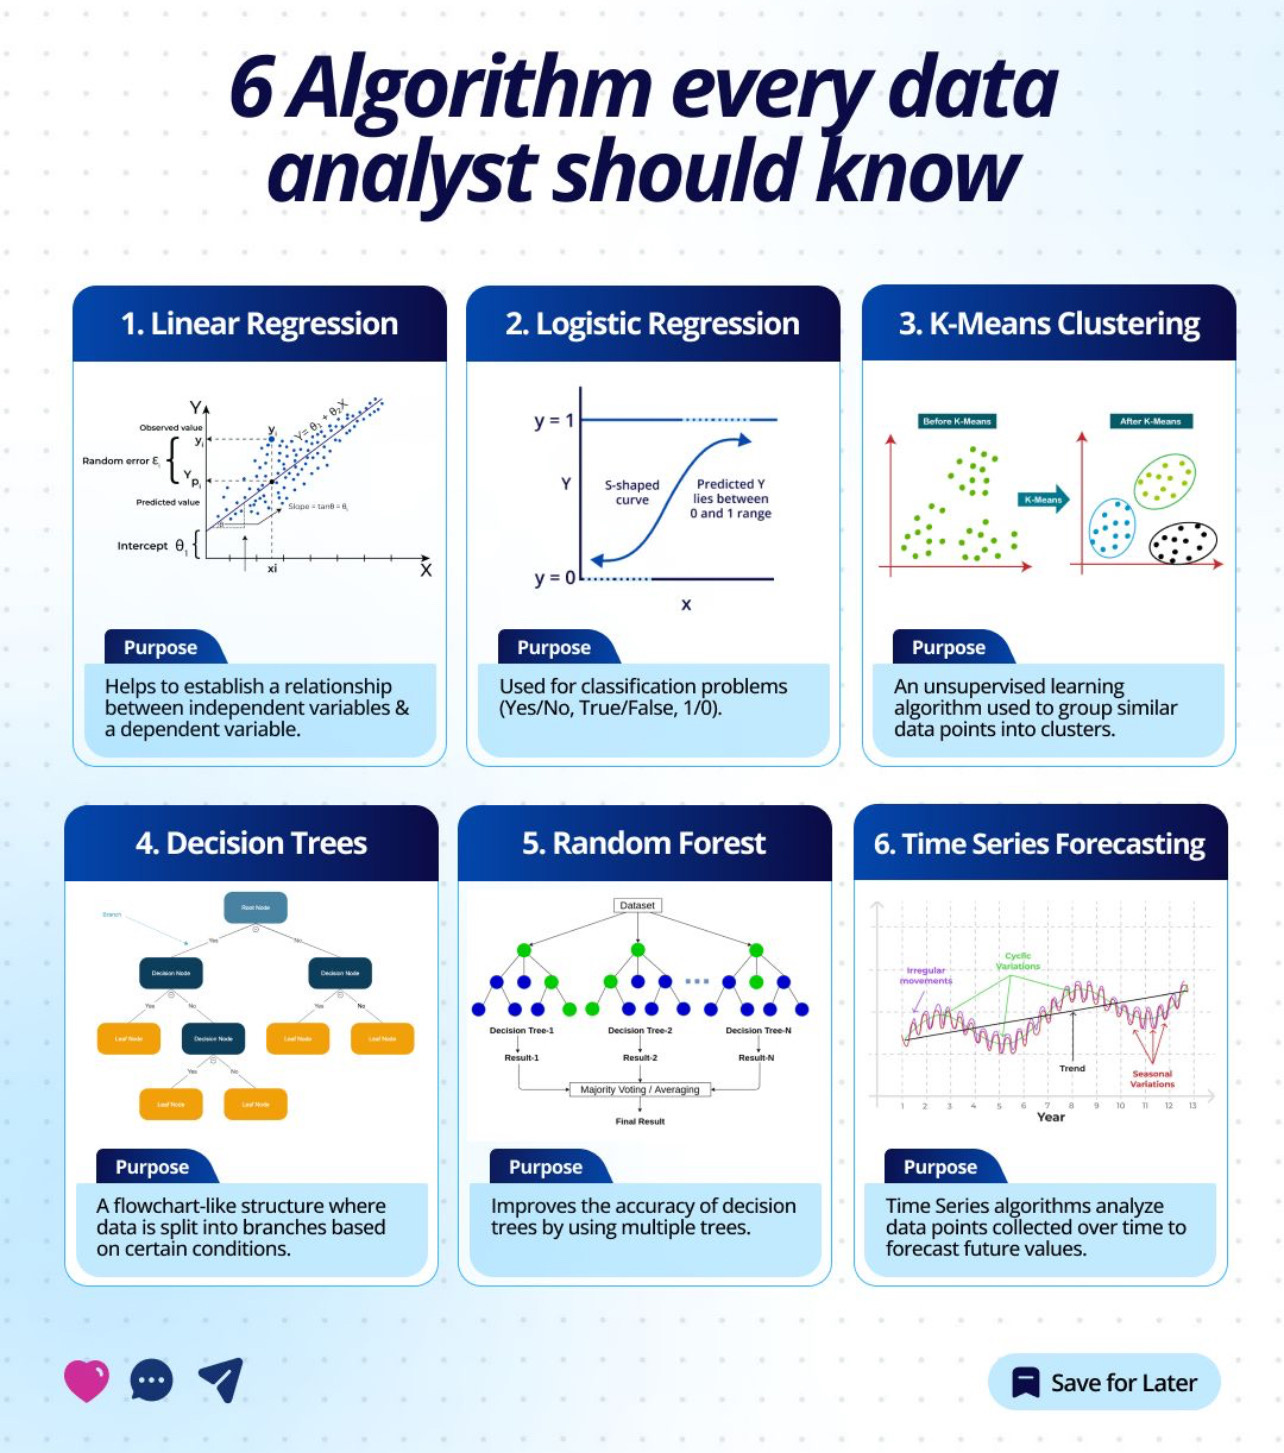 6 Algorithm every data
analyst should know
1. Linear Regression
Y
Observed value
yi
yi
Y= θ1 + θ2X
Random error εi
Ypi
Predicted value
Slope = tanθ = θ
Intercept θ1
xi
X
Purpose
Helps to establish a relationship
between independent variables &
a dependent variable.
2. Logistic Regression
y = 1
Y
S-shaped
curve
Predicted Y
lies between
0 and 1 range
y = 0
X
Purpose
Used for classification problems
(Yes/No, True/False, 1/0).
3. K-Means Clustering
Before K-Means
After K-Means
K-Means
Purpose
An unsupervised learning
algorithm used to group similar
data points into clusters.
4. Decision Trees
Root Node
Branch
Yes
No
Decision Node
Decision Node
Yes
No
Yes
No
Leaf Node
Decision Node
Leaf Node
Leaf Node
Yes
No
Leaf Node
Leaf Node
Purpose
A flowchart-like structure where
data is split into branches based
on certain conditions.
5. Random Forest
Dataset
Decision Tree-1
Decision Tree-2
Decision Tree-N
Result-1
Result-2
Result-N
Majority Voting / Averaging
Final Result
Purpose
Improves the accuracy of decision
trees by using multiple trees.
6. Time Series Forecasting
Irregular
movements
Cyclic
Variations
Trend
Seasonal
Variations
1 2 3 4 5 6 7 8 9 10 11 12 13
Year
Purpose
Time Series algorithms analyze
data points collected over time to
forecast future values.
Save for Later